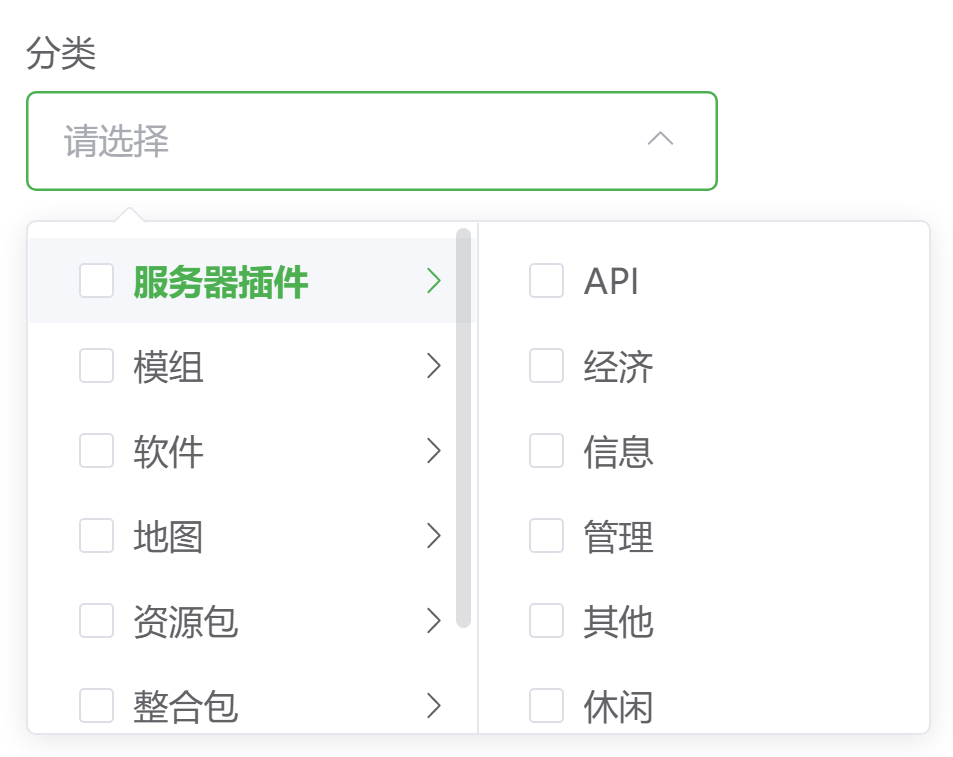 分类
请选择
服务器插件
模组
软件
地图
资源包
整合包
API
经济
信息
管理
其他
休闲